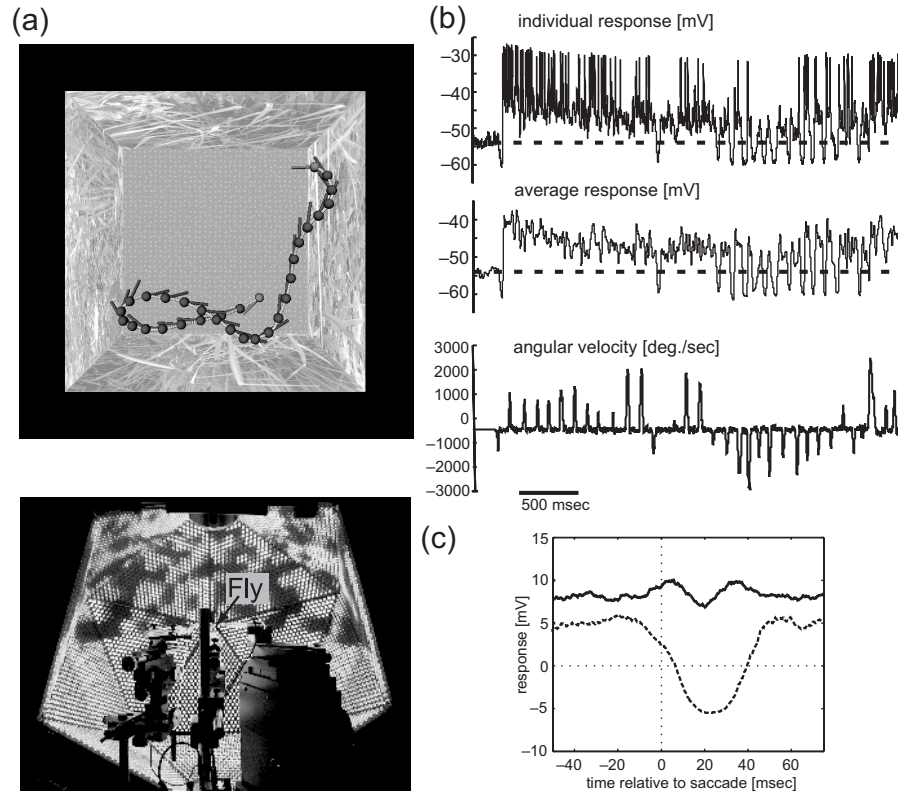 (a)
Fly
(b)
individual response [mV]
−30
−40
−50
−60
average response [mV]
−40
−50
−60
angular velocity [deg./sec]
3000
2000
1000
0
−1000
−2000
−3000
500 msec
(c)
response [mV]
15
10
5
0
−5
−10
−40 −20 0 20 40 60
time relative to saccade [msec]